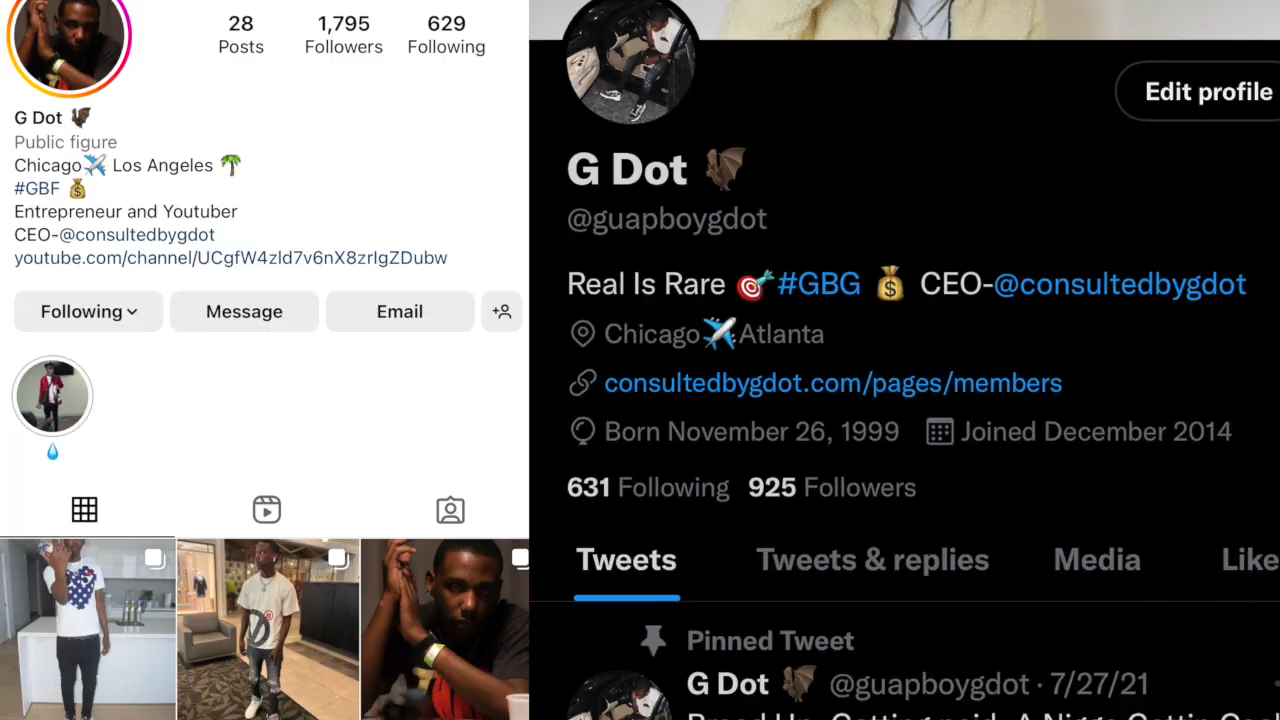 28 1,795 629
Posts Followers Following
G Dot 🦇
Public figure
Chicago✈️ Los Angeles 🌴
#GBF 💰
Entrepreneur and Youtuber
CEO-@consultedbygdot
youtube.com/channel/UCgfW4zld7v6nX8zrIgZDubw
Following Message Email
💧
Edit profile
G Dot 🦇
@guapboygdot
Real Is Rare 🎯#GBG 💰 CEO-@consultedbygdot
Chicago✈️Atlanta
consultedbygdot.com/pages/members
Born November 26, 1999 Joined December 2014
631 Following 925 Followers
Tweets Tweets & replies Media Like
Pinned Tweet
G Dot 🦇 @guapboygdot · 7/27/21